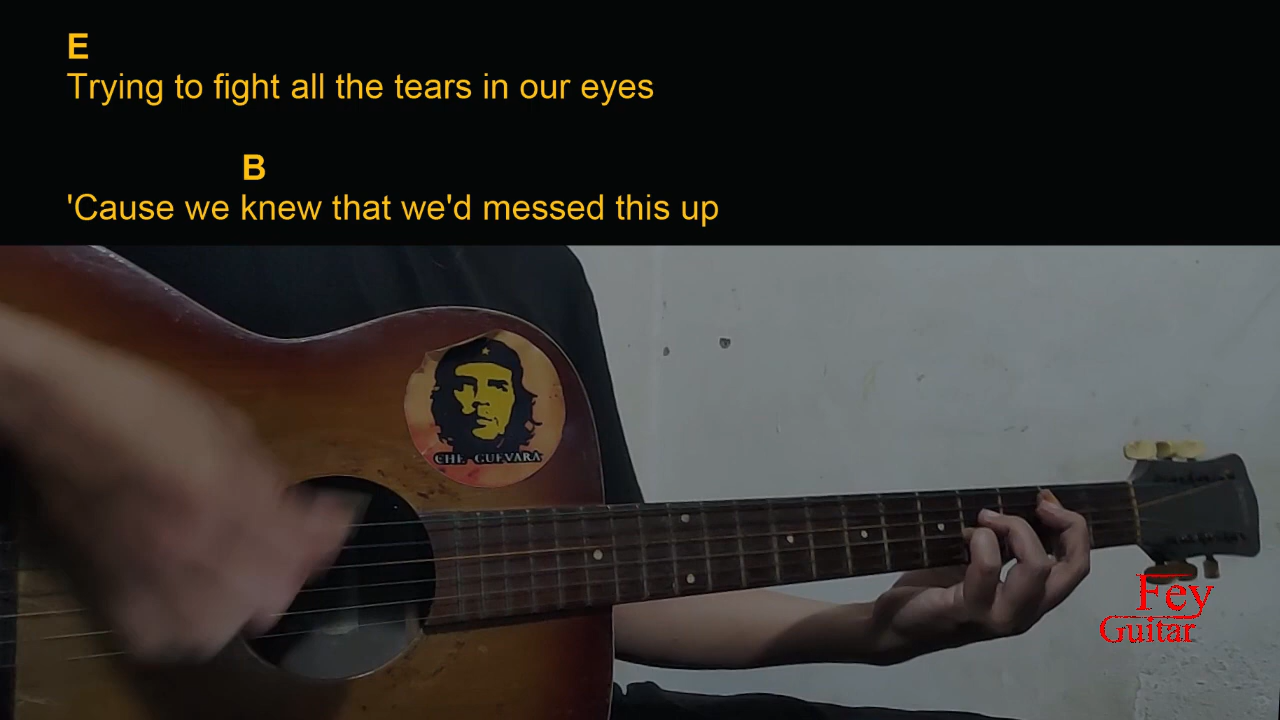 E
Trying to fight all the tears in our eyes
B
'Cause we knew that we'd messed this up
CHE GUEVARA
Fey
Guitar